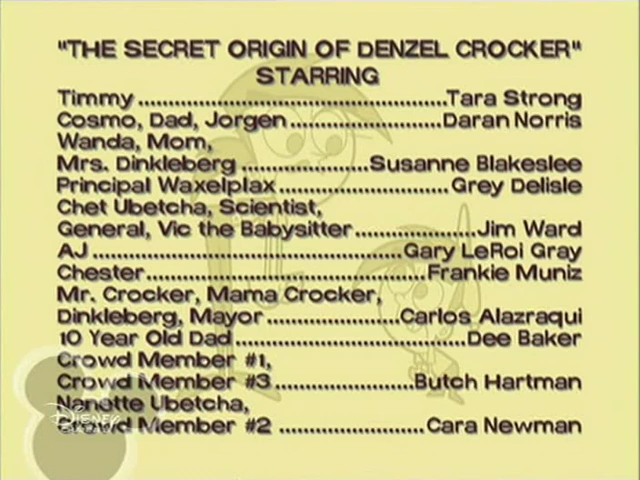 "THE SECRET ORIGIN OF DENZEL CROCKER"
STARRING
Timmy..........................................Tara Strong
Cosmo, Dad, Jorgen.....................Daran Norris
Wanda, Mom,
Mrs. Dinkleberg.................Susanne Blakeslee
Principal Waxelplax.......................Grey Delisle
Chet Ubetcha, Scientist,
General, Vic the Babysitter................Jim Ward
AJ..........................................Gary LeRoi Gray
Chester......................................Frankie Muniz
Mr. Crocker, Mama Crocker,
Dinkleberg, Mayor..................Carlos Alazraqui
10 Year Old Dad...............................Dee Baker
Crowd Member #1,
Crowd Member #3...................Butch Hartman
Nanette Ubetcha,
Crowd Member #2....................Cara Newman
DISNEY